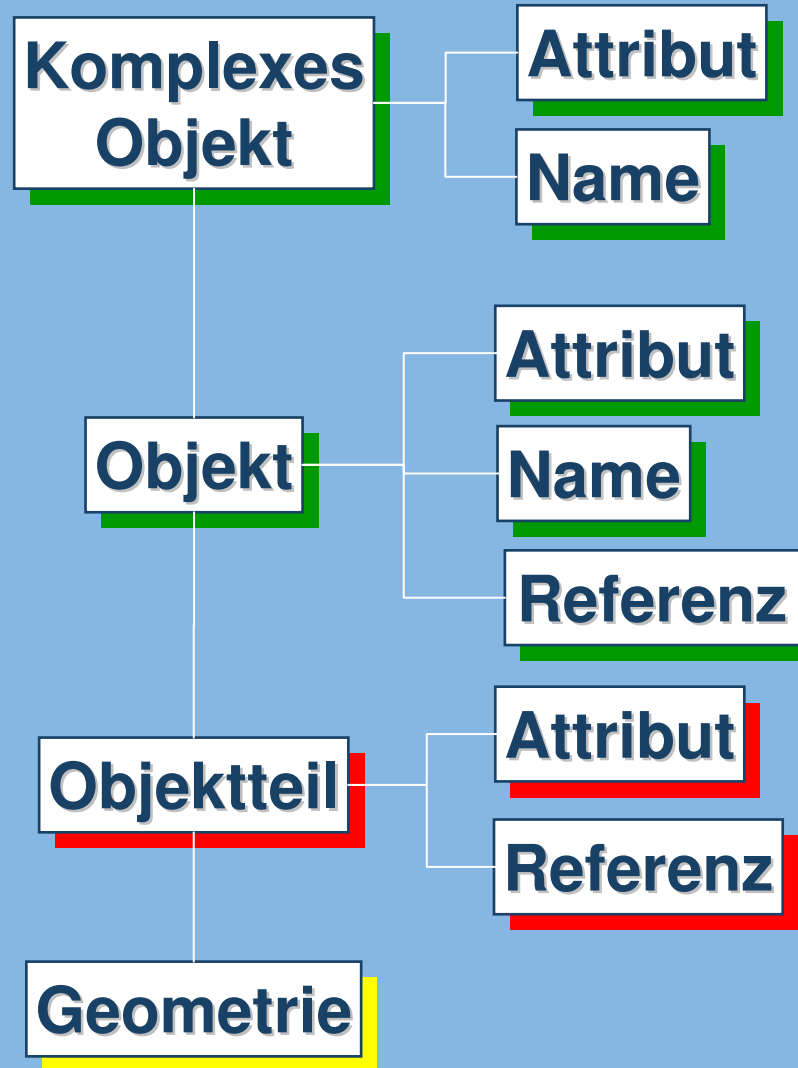 Komplexes
Objekt
Attribut
Name
Objekt
Attribut
Name
Referenz
Objektteil
Attribut
Referenz
Geometrie